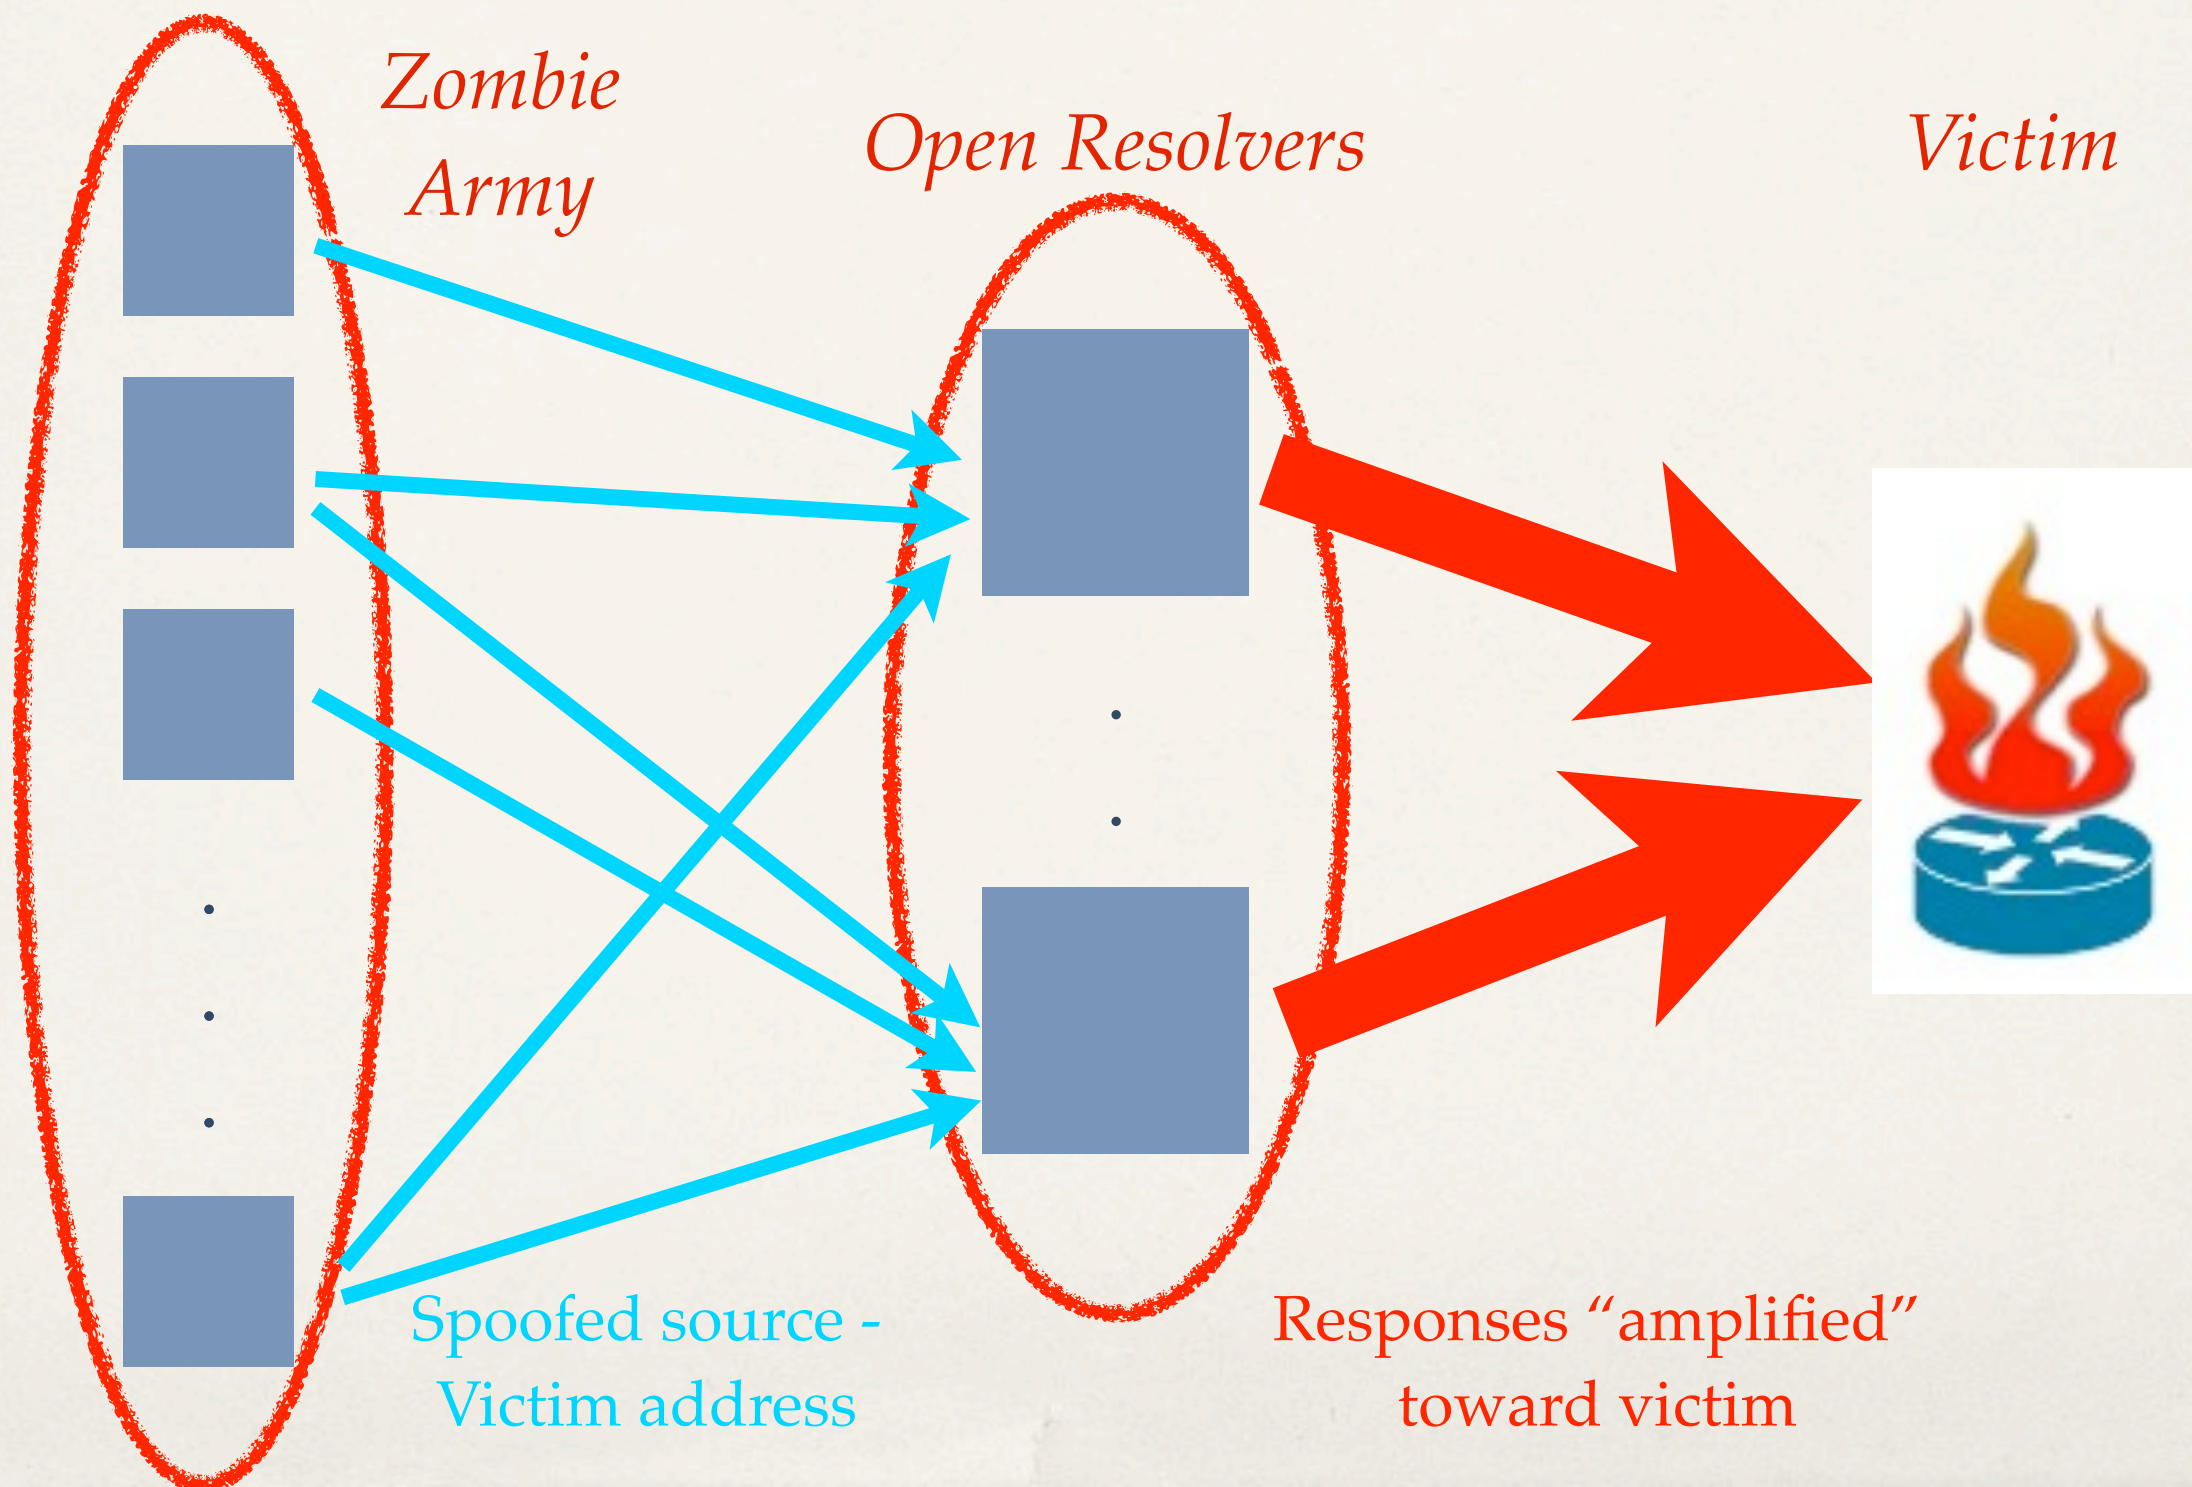 Zombie
Army
Open Resolvers
Victim
Spoofed source -
Victim address
Responses “amplified”
toward victim